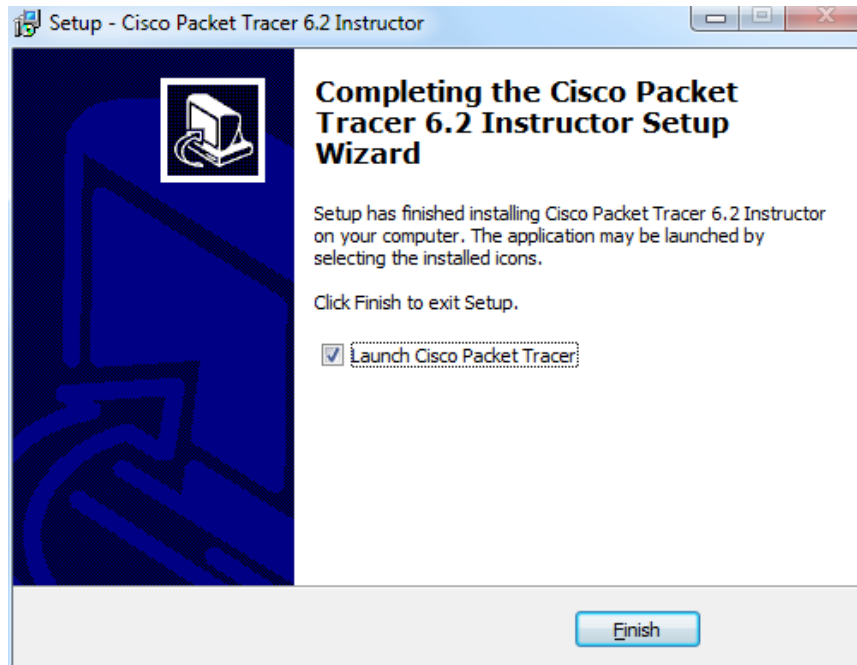 Setup - Cisco Packet Tracer 6.2 Instructor
Completing the Cisco Packet
Tracer 6.2 Instructor Setup
Wizard
Setup has finished installing Cisco Packet Tracer 6.2 Instructor
on your computer. The application may be launched by
selecting the installed icons.
Click Finish to exit Setup.
Launch Cisco Packet Tracer
Finish